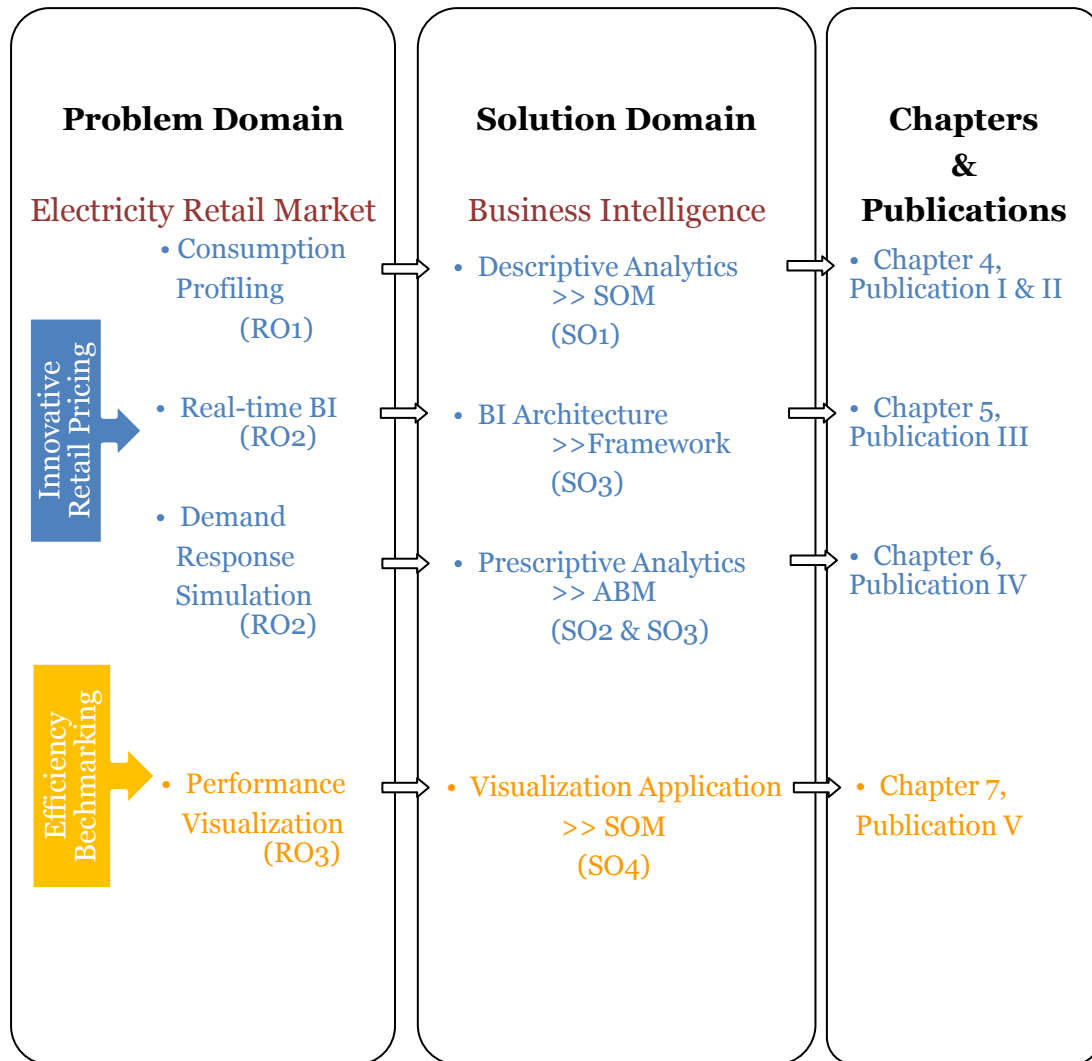 Problem Domain
Electricity Retail Market
• Consumption
Profiling
(RO1)
Innovative
Retail Pricing
• Real-time BI
(RO2)
• Demand
Response
Simulation
(RO2)
Efficiency
Bechmarking
• Performance
Visualization
(RO3)
Solution Domain
Business Intelligence
• Descriptive Analytics
>> SOM
(SO1)
• BI Architecture
>>Framework
(SO3)
• Prescriptive Analytics
>> ABM
(SO2 & SO3)
• Visualization Application
>> SOM
(SO4)
Chapters
&
Publications
• Chapter 4,
Publication I & II
• Chapter 5,
Publication III
• Chapter 6,
Publication IV
• Chapter 7,
Publication V